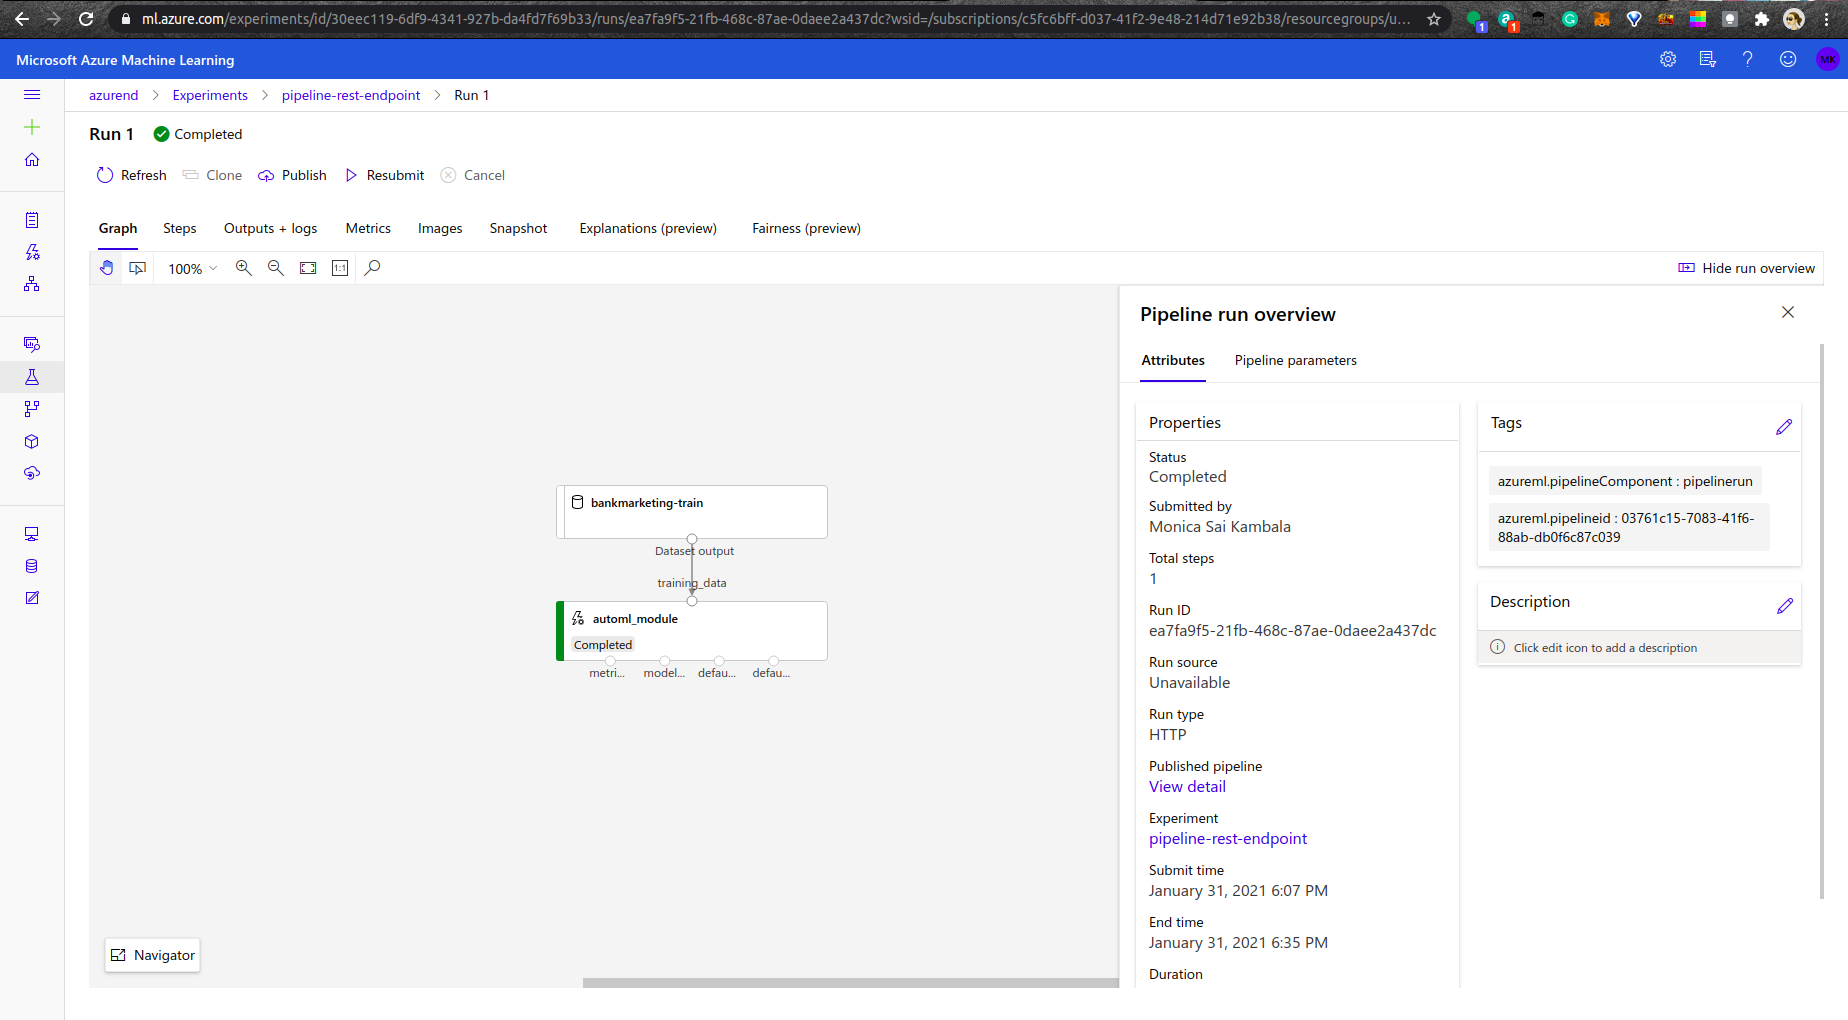 ml.azure.com/experiments/id/30eec119-6df9-4341-927b-da4fd7f69b33/runs/ea7fa9f5-21fb-468c-87ae-0daee2a437dc?wsid=/subscriptions/c5fc6bff-d037-41f2-9e48-214d71e92b38/resourcegroups/u...
1
1
Microsoft Azure Machine Learning
MK
azurend > Experiments > pipeline-rest-endpoint > Run 1
Run 1 Completed
Refresh Clone Publish Resubmit Cancel
Graph Steps Outputs + logs Metrics Images Snapshot Explanations (preview) Fairness (preview)
100% 1:1 Hide run overview
bankmarketing-train
Dataset output
training_data
automl_module
Completed
metri... model... defau... defau...
Navigator
Pipeline run overview
Attributes Pipeline parameters
Properties
Status
Completed
Submitted by
Monica Sai Kambala
Total steps
1
Run ID
ea7fa9f5-21fb-468c-87ae-0daee2a437dc
Run source
Unavailable
Run type
HTTP
Published pipeline
View detail
Experiment
pipeline-rest-endpoint
Submit time
January 31, 2021 6:07 PM
End time
January 31, 2021 6:35 PM
Duration
Tags
azureml.pipelineComponent : pipelinerun
azureml.pipelineid : 03761c15-7083-41f6-
88ab-db0f6c87c039
Description
Click edit icon to add a description